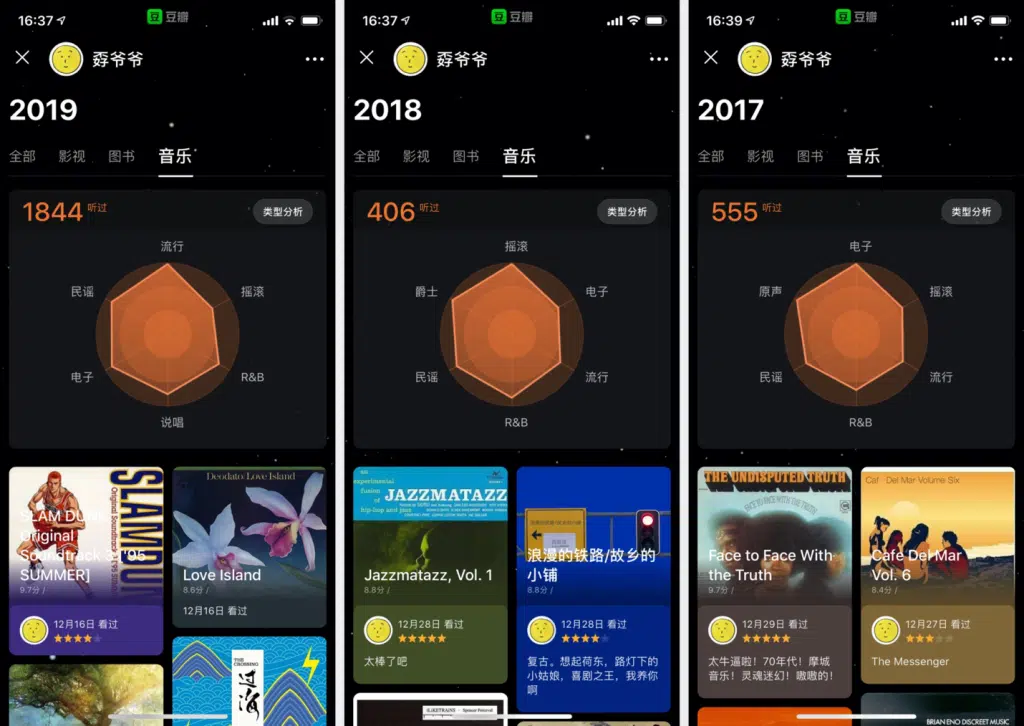 16:37
豆 豆瓣
孬爷爷
2019
全部 影视 图书 音乐
1844 听过
类型分析
流行
民谣 摇滚
电子 R&B
说唱
SLAMDUNK
SLAM DUNK
Original
Soundtrack 3 ['95
SUMMER]
9.7分 /
12月16日 看过
Deodato: Love Island
Love Island
8.6分 /
12月16日 看过
THE
CROSSING
过海
16:37
豆 豆瓣
孬爷爷
2018
全部 影视 图书 音乐
406 听过
类型分析
摇滚
爵士 电子
民谣 流行
R&B
experimental
fusion of
hip-hop and jazz
JAZZMATAZZ
Jazzmatazz, Vol. 1
8.8分 /
12月28日 看过
太棒了吧
浪漫的铁路/故乡的
小铺
8.8分 /
12月28日 看过
复古。想起荷东，路灯下的
小姑娘，喜剧之王，我养你
啊
16:39
豆 豆瓣
孬爷爷
2017
全部 影视 图书 音乐
555 听过
类型分析
电子
原声 摇滚
民谣 流行
R&B
THE UNDISPUTED TRUTH
FACE TO FACE WITH THE TRUTH
Face to Face With
the Truth
9.7分 /
12月29日 看过
太牛逼啦！70年代！摩城
音乐！灵魂迷幻！嗷嗷的！
Café Del Mar Volume Six
Cafe Del Mar
Vol. 6
8.4分 /
12月27日 看过
The Messenger
BRIAN ENO DISCREET MUSIC